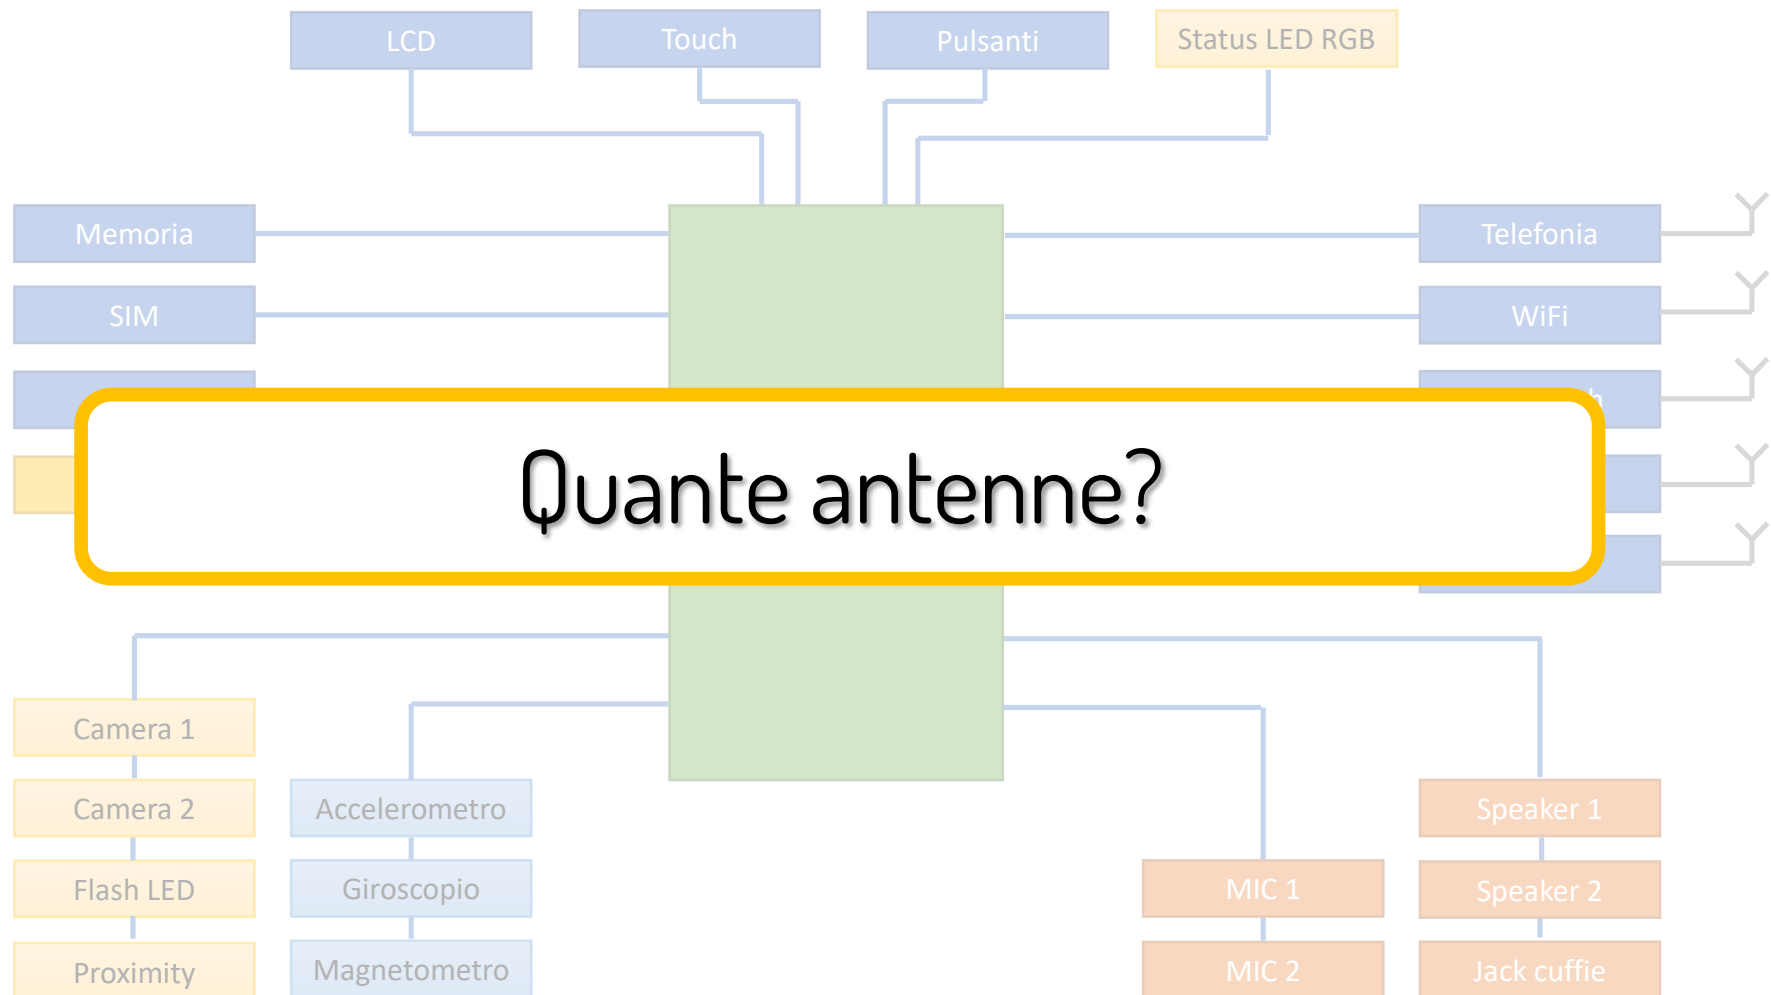 LCD
Touch
Pulsanti
Status LED RGB
Memoria
Telefonia
SIM
WiFi
Quante antenne?
Camera 1
Camera 2
Accelerometro
Speaker 1
Flash LED
Giroscopio
MIC 1
Speaker 2
Proximity
Magnetometro
MIC 2
Jack cuffie